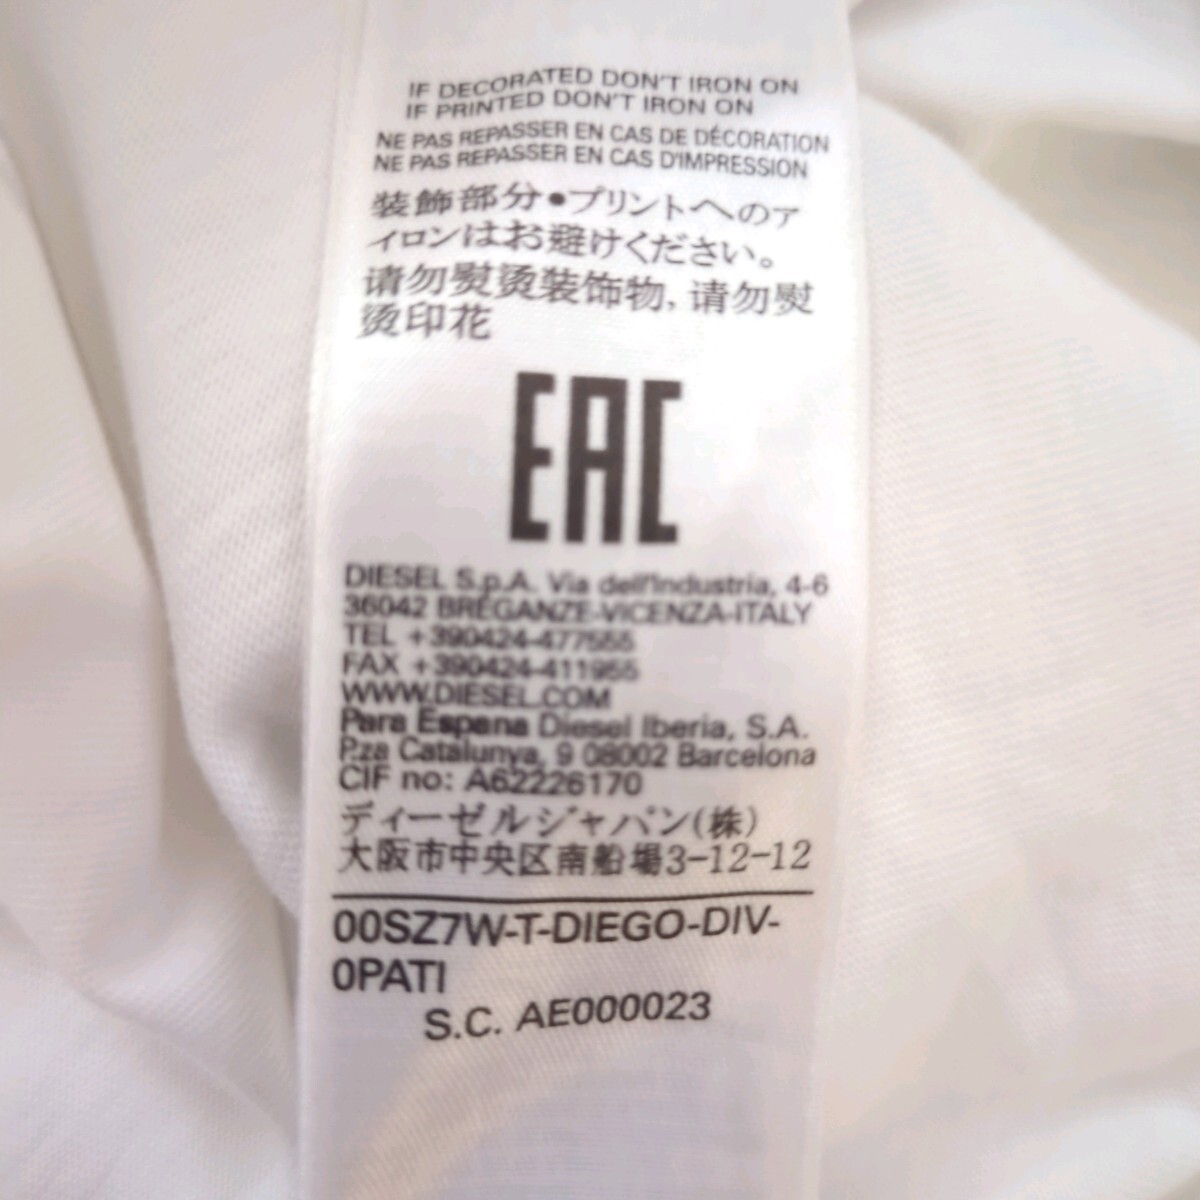 IF DECORATED DON'T IRON ON
IF PRINTED DON'T IRON ON
NE PAS REPASSER EN CAS DE DÉCORATION
NE PAS REPASSER EN CAS D'IMPRESSION
装飾部分•プリントへのア
イロンはお避けください。
请勿熨烫装饰物, 请勿熨
烫印花
EAC
DIESEL S.p.A. Via dell'Industria, 4-6
36042 BREGANZE-VICENZA-ITALY
TEL +390424-477555
FAX +390424-411955
WWW.DIESEL.COM
Para Espana Diesel Iberia, S.A.
P.za Catalunya, 9 08002 Barcelona
CIF no: A62226170
ディーゼルジャパン(株)
大阪市中央区南船場3-12-12
00SZ7W-T-DIEGO-DIV-
0PATI
S.C. AE000023